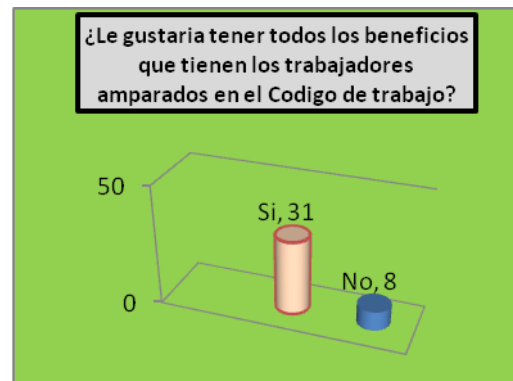 ¿Le gustaria tener todos los beneficios
que tienen los trabajadores
amparados en el Codigo de trabajo?
50
Si, 31
No, 8
0